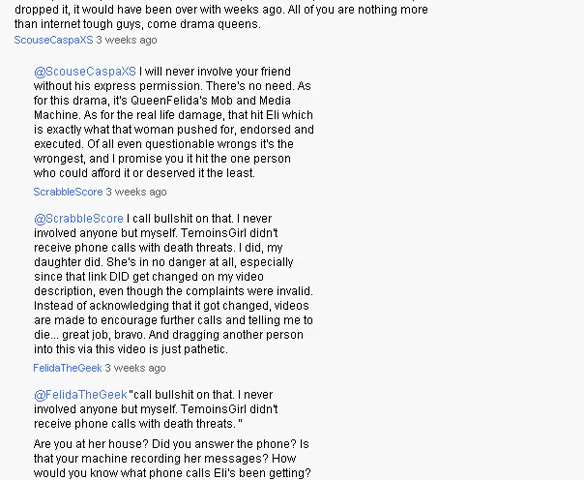 dropped it, it would have been over with weeks ago. All of you are nothing more
than internet tough guys, come drama queens.
ScouseCaspaXS 3 weeks ago
@ScouseCaspaXS I will never involve your friend
without his express permission. There's no need. As
for this drama, it's QueenFelida's Mob and Media
Machine. As for the real life damage, that hit Eli which
is exactly what that woman pushed for, endorsed and
executed. Of all even questionable wrongs it's the
wrongest, and I promise you it hit the one person
who could afford it or deserved it the least.
ScrabbleScore 3 weeks ago
@ScrabbleScore I call bullshit on that. I never
involved anyone but myself. TemoinsGirl didn't
receive phone calls with death threats. I did, my
daughter did. She's in no danger at all, especially
since that link DID get changed on my video
description, even though the complaints were invalid.
Instead of acknowledging that it got changed, videos
are made to encourage further calls and telling me to
die... great job, bravo. And dragging another person
into this via this video is just pathetic.
FelidaTheGeek 3 weeks ago
@FelidaTheGeek "call bullshit on that. I never
involved anyone but myself. TemoinsGirl didn't
receive phone calls with death threats. "
Are you at her house? Did you answer the phone? Is
that your machine recording her messages? How
would you know what phone calls Eli's been getting?